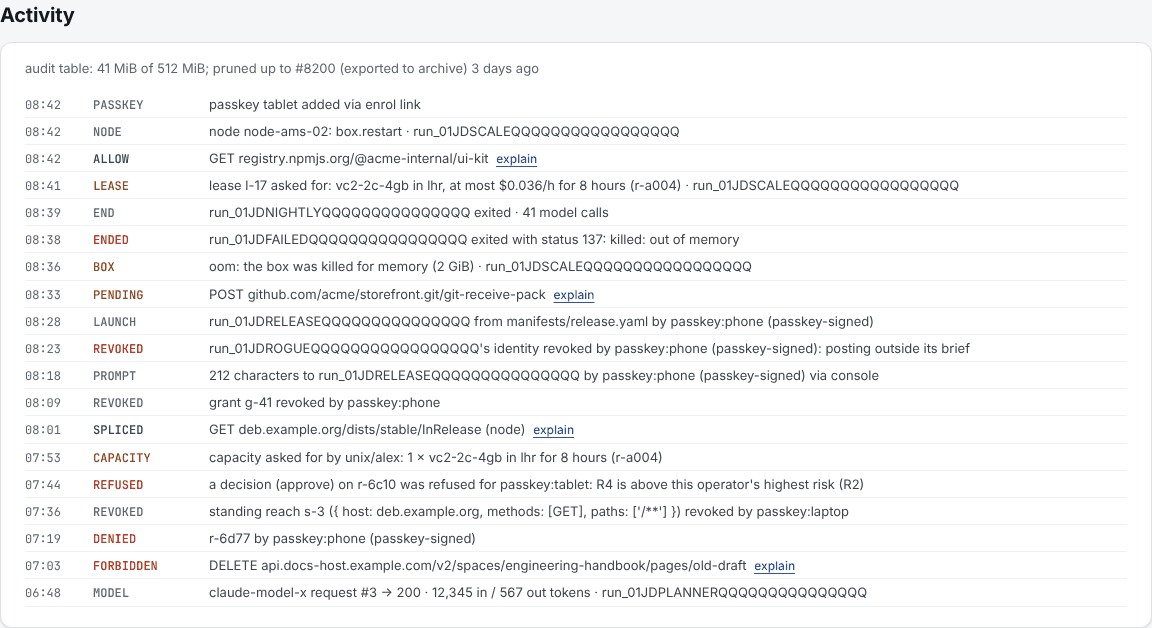 Activity
audit table: 41 MiB of 512 MiB; pruned up to #8200 (exported to archive) 3 days ago
08:42 PASSKEY passkey tablet added via enrol link
08:42 NODE node node-ams-02: box.restart · run_01JDSCALEQQQQQQQQQQQQQQQQQ
08:42 ALLOW GET registry.npmjs.org/@acme-internal/ui-kit explain
08:41 LEASE lease l-17 asked for: vc2-2c-4gb in lhr, at most $0.036/h for 8 hours (r-a004) · run_01JDSCALEQQQQQQQQQQQQQQQQQ
08:39 END run_01JDNIGHTLYQQQQQQQQQQQQQQQ exited · 41 model calls
08:38 ENDED run_01JDFAILEDQQQQQQQQQQQQQQQQ exited with status 137: killed: out of memory
08:36 BOX oom: the box was killed for memory (2 GiB) · run_01JDSCALEQQQQQQQQQQQQQQQQQ
08:33 PENDING POST github.com/acme/storefront.git/git-receive-pack explain
08:28 LAUNCH run_01JDRELEASEQQQQQQQQQQQQQQQ from manifests/release.yaml by passkey:phone (passkey-signed)
08:23 REVOKED run_01JDROGUEQQQQQQQQQQQQQQQQQ's identity revoked by passkey:phone (passkey-signed): posting outside its brief
08:18 PROMPT 212 characters to run_01JDRELEASEQQQQQQQQQQQQQQQ by passkey:phone (passkey-signed) via console
08:09 REVOKED grant g-41 revoked by passkey:phone
08:01 SPLICED GET deb.example.org/dists/stable/InRelease (node) explain
07:53 CAPACITY capacity asked for by unix/alex: 1 × vc2-2c-4gb in lhr for 8 hours (r-a004)
07:44 REFUSED a decision (approve) on r-6c10 was refused for passkey:tablet: R4 is above this operator's highest risk (R2)
07:36 REVOKED standing reach s-3 ({ host: deb.example.org, methods: [GET], paths: ['/**'] }) revoked by passkey:laptop
07:19 DENIED r-6d77 by passkey:phone (passkey-signed)
07:03 FORBIDDEN DELETE api.docs-host.example.com/v2/spaces/engineering-handbook/pages/old-draft explain
06:48 MODEL claude-model-x request #3 → 200 · 12,345 in / 567 out tokens · run_01JDPLANNERQQQQQQQQQQQQQQQ